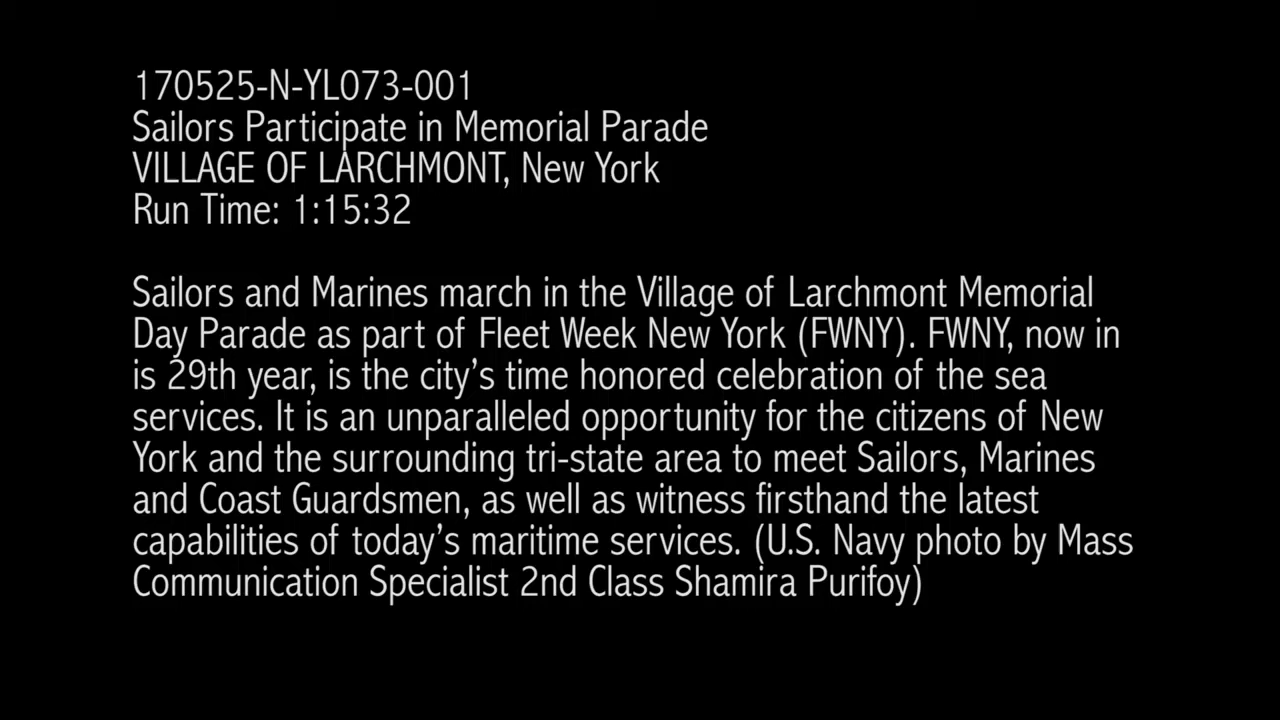 170525-N-YL073-001
Sailors Participate in Memorial Parade
VILLAGE OF LARCHMONT, New York
Run Time: 1:15:32
Sailors and Marines march in the Village of Larchmont Memorial
Day Parade as part of Fleet Week New York (FWNY). FWNY, now in
is 29th year, is the city’s time honored celebration of the sea
services. It is an unparalleled opportunity for the citizens of New
York and the surrounding tri-state area to meet Sailors, Marines
and Coast Guardsmen, as well as witness firsthand the latest
capabilities of today’s maritime services. (U.S. Navy photo by Mass
Communication Specialist 2nd Class Shamira Purifoy)